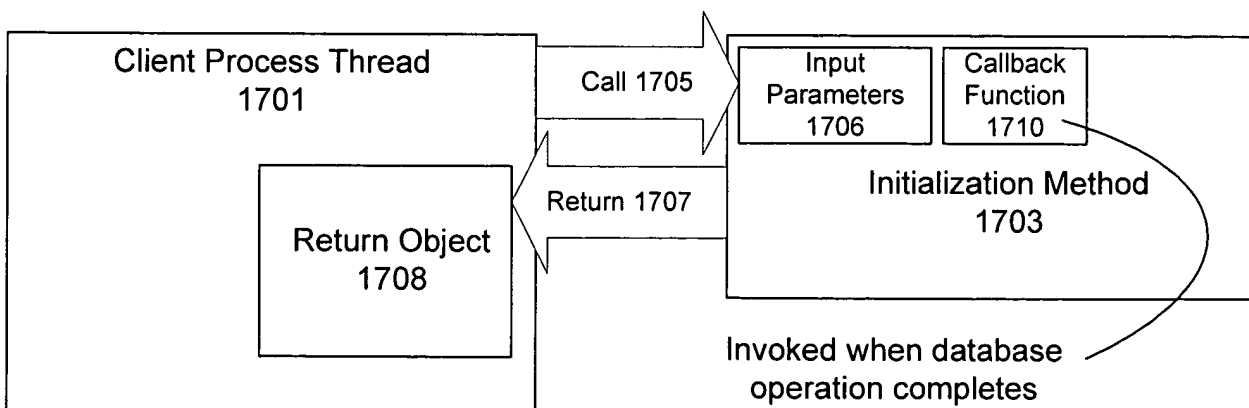 Client Process Thread
1701
Call 1705
Input
Parameters
1706
Callback
Function
1710
Return 1707
Initialization Method
1703
Return Object
1708
Invoked when database
operation completes